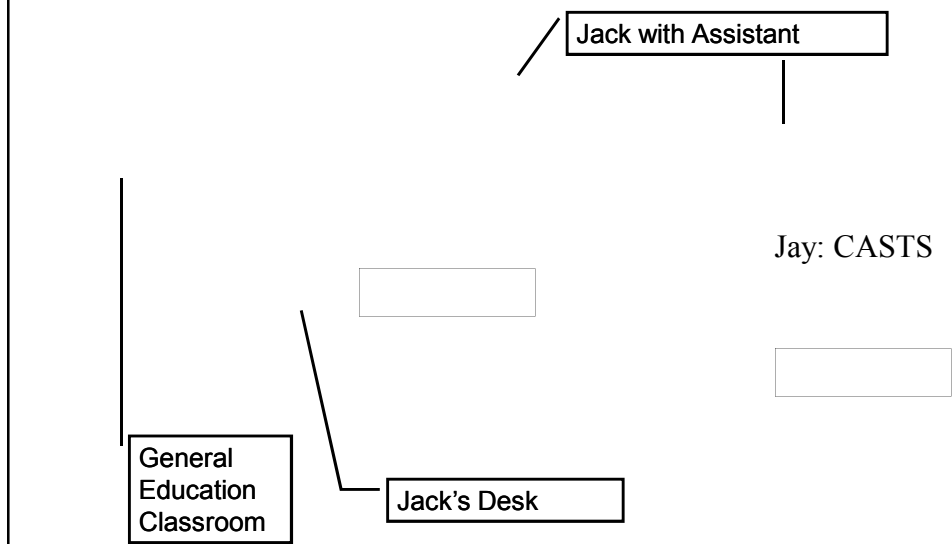 Jack with Assistant
Jay: CASTS
General
Education
Classroom
Jack’s Desk